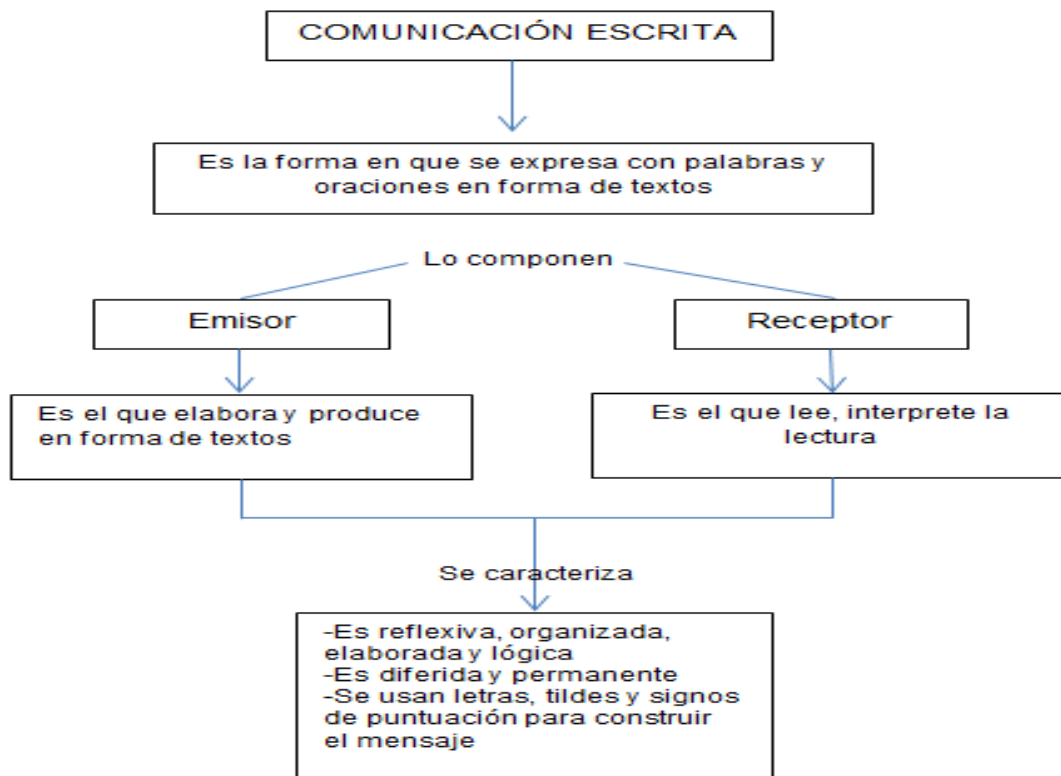 COMUNICACIÓN ESCRITA
Es la forma en que se expresa con palabras y
oraciones en forma de textos
Lo componen
Emisor
Receptor
Es el que elabora y produce
en forma de textos
Es el que lee, interprete la
lectura
Se caracteriza
-Es reflexiva, organizada,
elaborada y lógica
-Es diferida y permanente
-Se usan letras, tildes y signos
de puntuación para construir
el mensaje